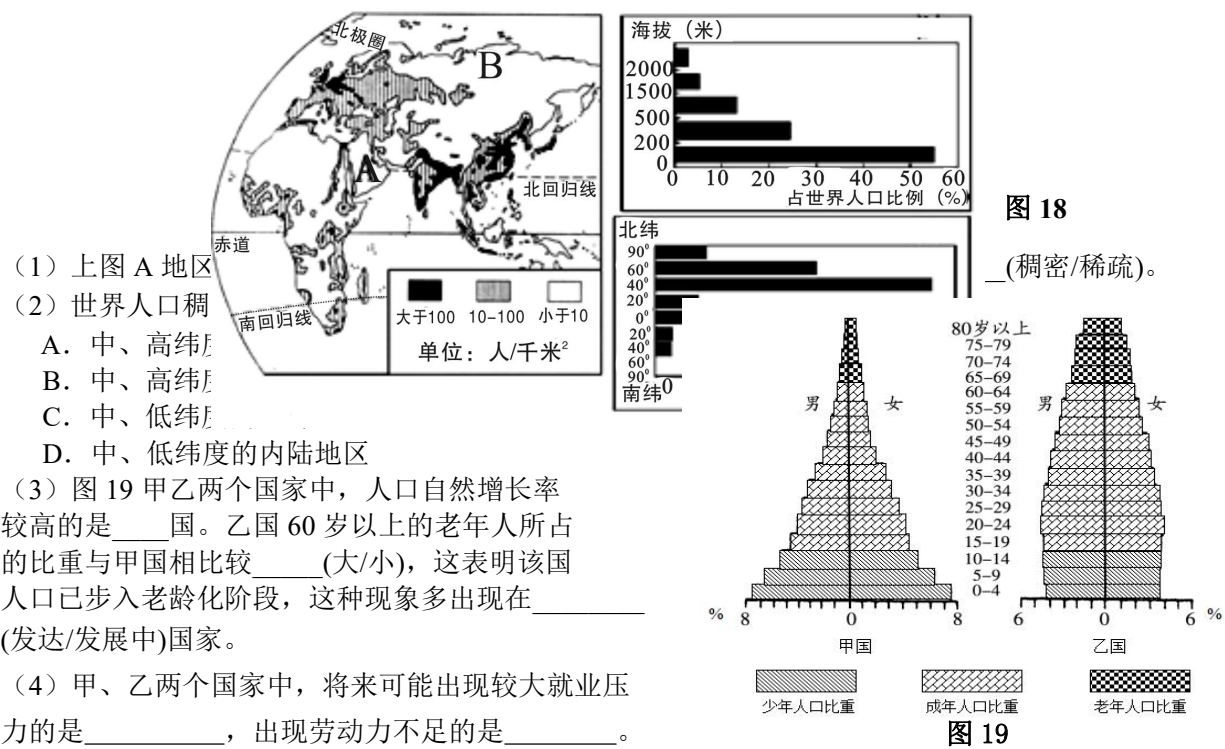 北极圈
B
A
北回归线
赤道
南回归线
大于100 10-100 小于10
单位：人/千米²
海拔（米）
2000
1500
500
200
0
0 10 20 30 40 50 60
占世界人口比例（%）
图 18
北纬
90⁰
60⁰
40⁰
20⁰
0⁰
20⁰
40⁰
60⁰
90⁰
南纬0
（1）上图 A 地区
_(稠密/稀疏)。
（2）世界人口稠
A．中、高纬度
B．中、高纬度
C．中、低纬度
D．中、低纬度的内陆地区
（3）图 19 甲乙两个国家中，人口自然增长率
较高的是____国。乙国 60 岁以上的老年人所占
的比重与甲国相比较_____(大/小)，这表明该国
人口已步入老龄化阶段，这种现象多出现在________
(发达/发展中)国家。
（4）甲、乙两个国家中，将来可能出现较大就业压
力的是__________，出现劳动力不足的是________。
80岁以上
75-79
70-74
65-69
60-64
55-59
50-54
45-49
40-44
35-39
30-34
25-29
20-24
15-19
10-14
5-9
0-4
男 女 男 女
% 8 0 8 6 0 6 %
甲国 乙国
少年人口比重 成年人口比重 老年人口比重
图 19